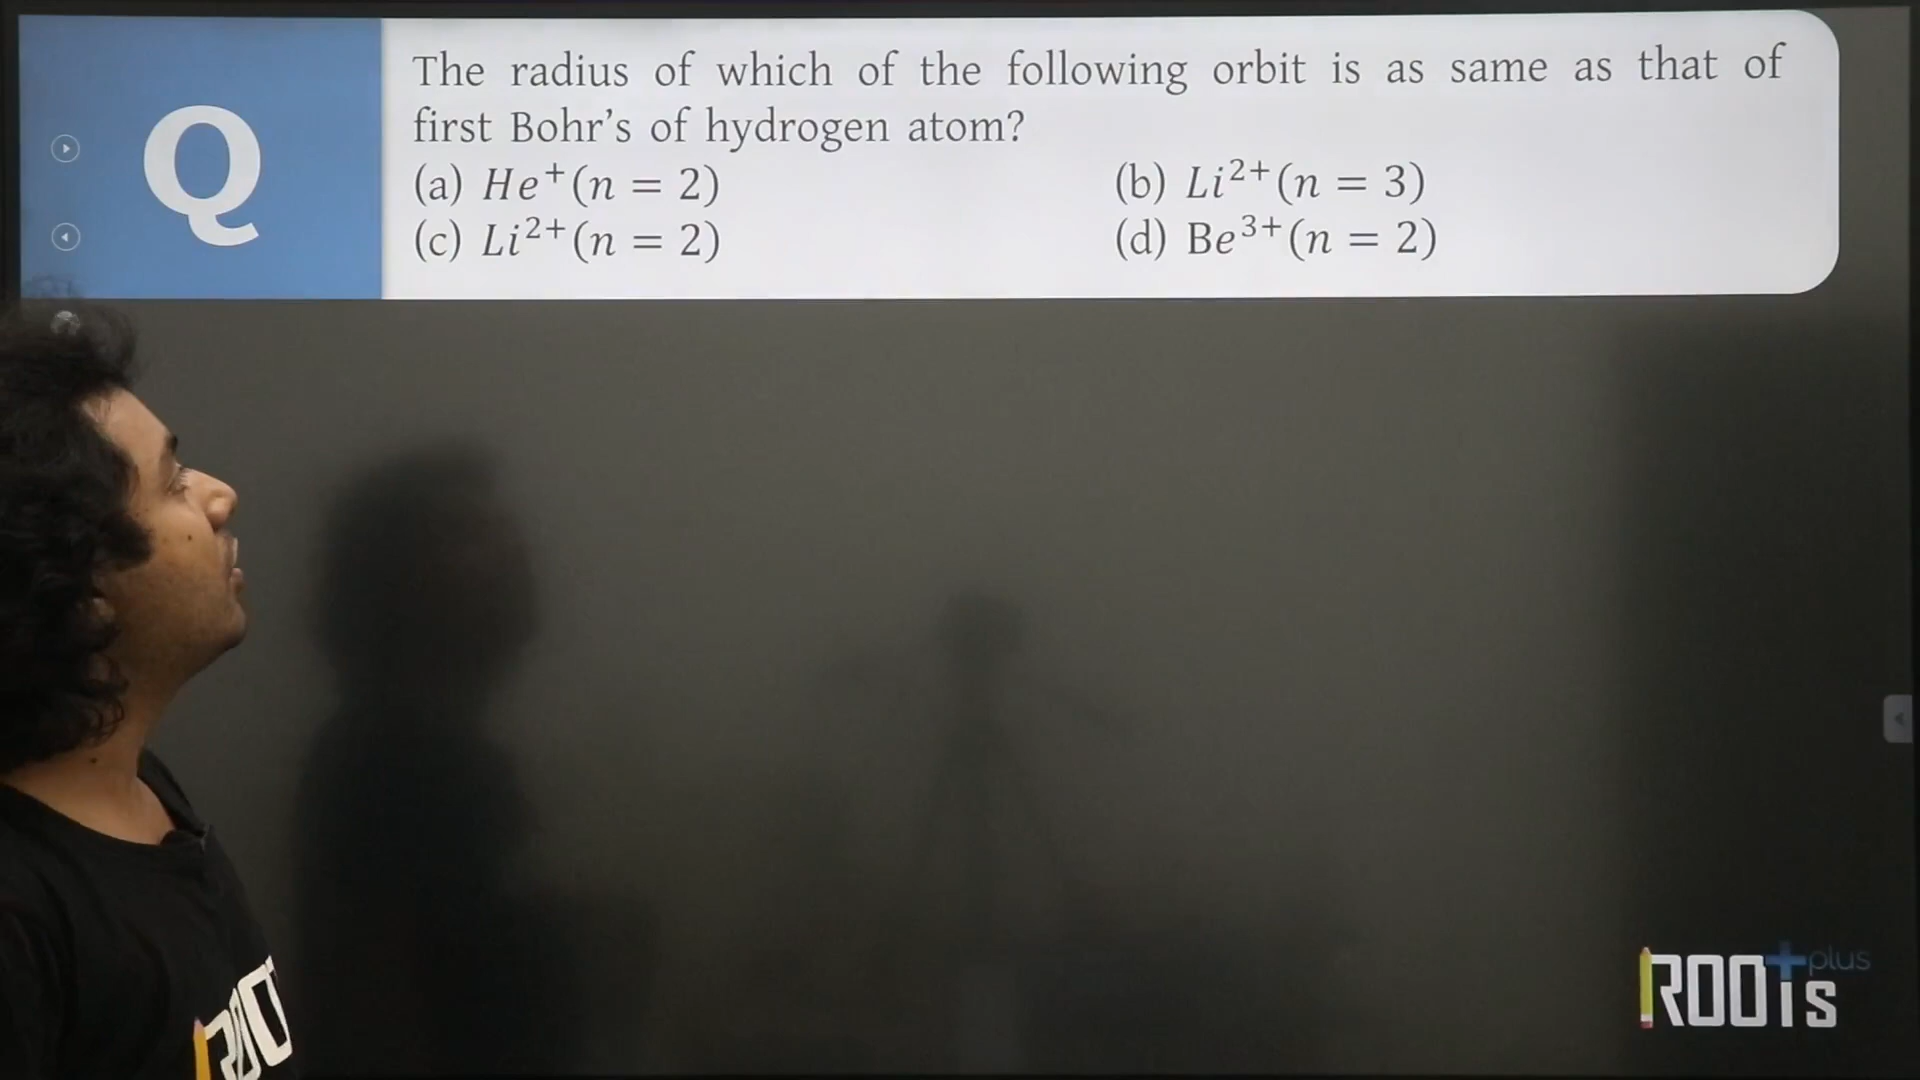 Q
The radius of which of the following orbit is as same as that of
first Bohr's of hydrogen atom?
(a) He⁺(n = 2) (b) Li²⁺(n = 3)
(c) Li²⁺(n = 2) (d) Be³⁺(n = 2)
ROOTS plus
ROO